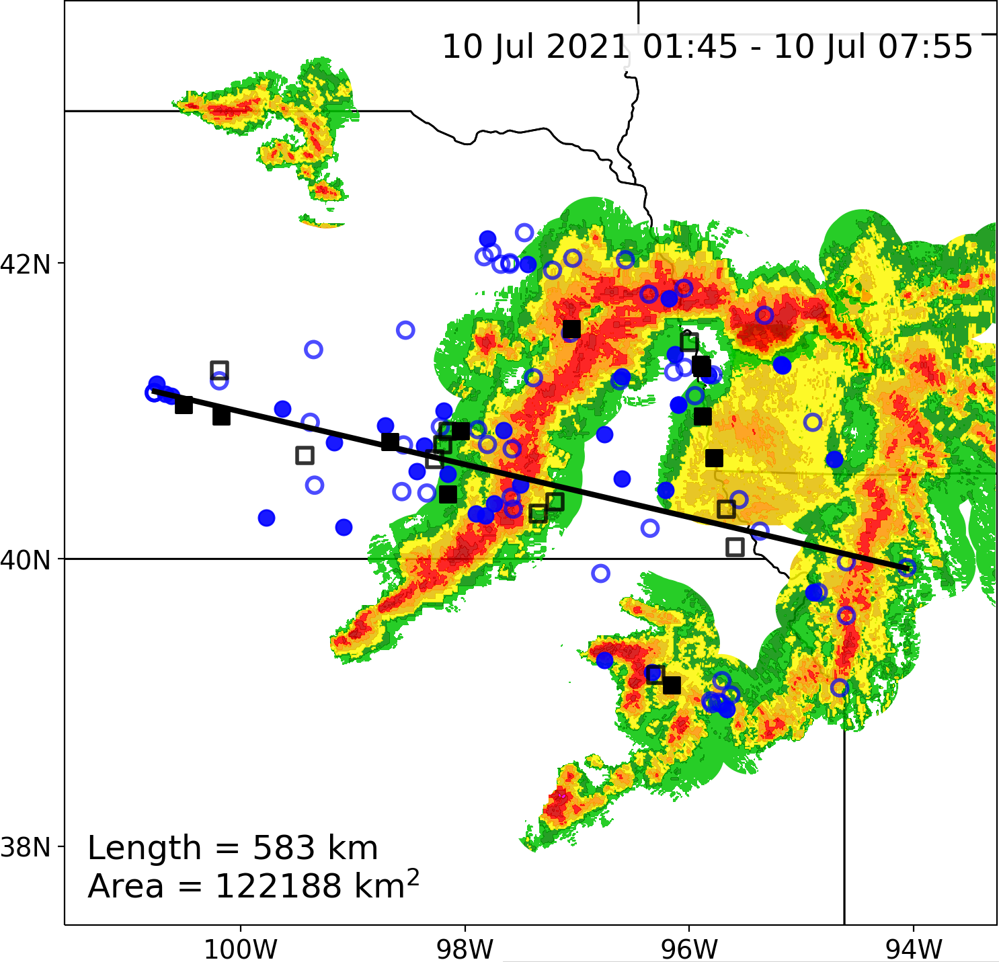 10 Jul 2021 01:45 - 10 Jul 07:55
42N
40N
38N
Length = 583 km
Area = 122188 km²
100W 98W 96W 94W